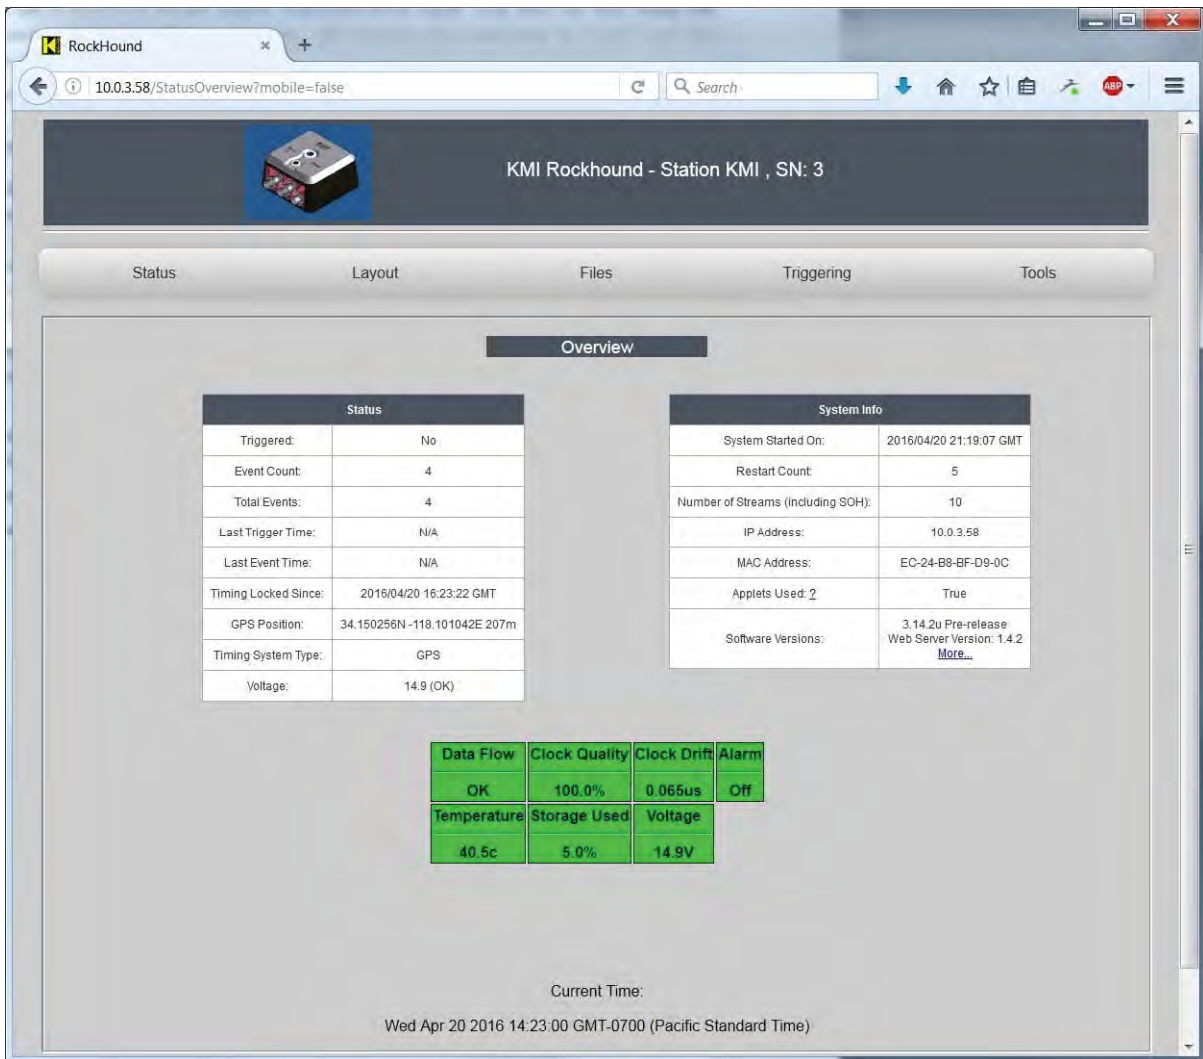 RockHound
10.0.3.58/StatusOverview?mobile=false
Search
ABP
KMI Rockhound - Station KMI , SN: 3
Status Layout Files Triggering Tools
Overview
Status
Triggered: No
Event Count: 4
Total Events: 4
Last Trigger Time: N/A
Last Event Time: N/A
Timing Locked Since: 2016/04/20 16:23:22 GMT
GPS Position: 34.150256N -118.101042E 207m
Timing System Type: GPS
Voltage: 14.9 (OK)
System Info
System Started On: 2016/04/20 21:19:07 GMT
Restart Count: 5
Number of Streams (including SOH): 10
IP Address: 10.0.3.58
MAC Address: EC-24-B8-BF-D9-0C
Applets Used: ? True
Software Versions: 3.14.2u Pre-release
Web Server Version: 1.4.2
More...
Data Flow Clock Quality Clock Drift Alarm
OK 100.0% 0.065us Off
Temperature Storage Used Voltage
40.5c 5.0% 14.9V
Current Time:
Wed Apr 20 2016 14:23:00 GMT-0700 (Pacific Standard Time)